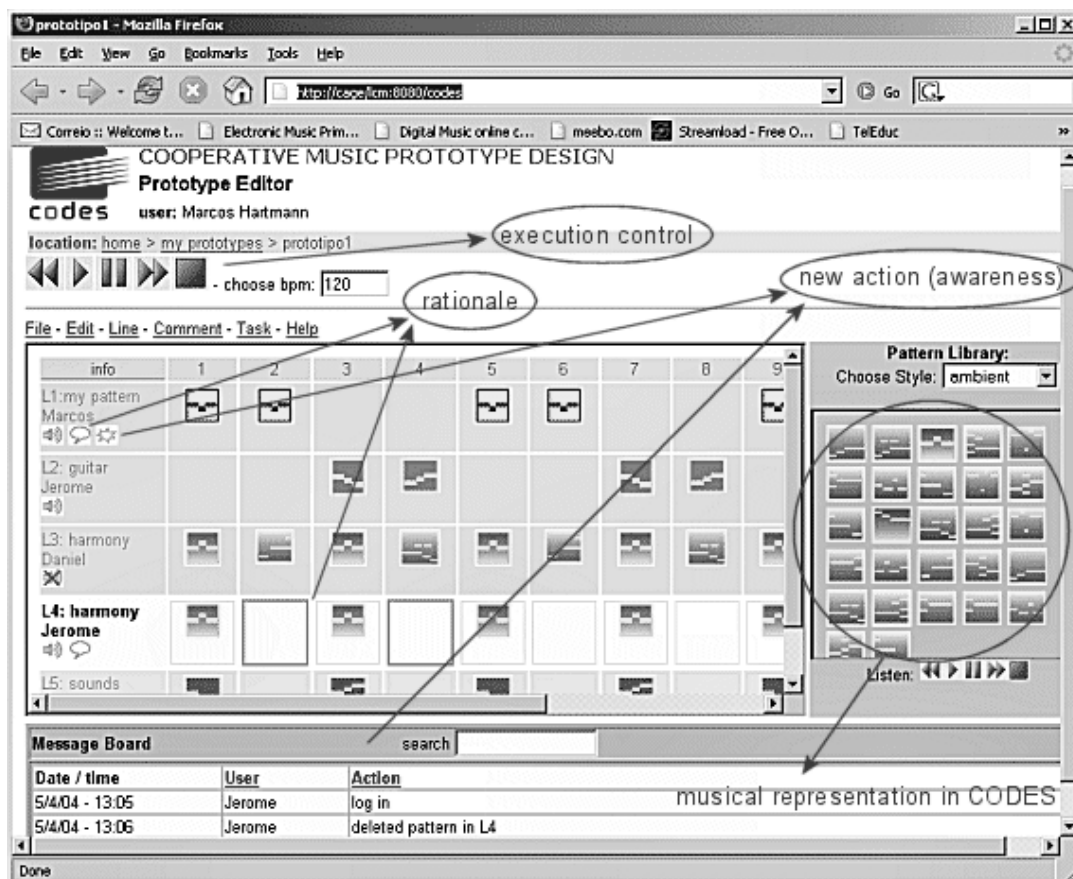 prototipo1 - Mozilla Firefox
File Edit View Go Bookmarks Tools Help
http://cage/lcm:8080/codes Go
Correio :: Welcome t... Electronic Music Prim... Digital Music online c... meebo.com Streamload - Free O... TelEduc »
COOPERATIVE MUSIC PROTOTYPE DESIGN
Prototype Editor
codes user: Marcos Hartmann
location: home > my prototypes > prototipo1
execution control
- choose bpm: 120
rationale
new action (awareness)
File - Edit - Line - Comment - Task - Help
info 1 2 3 4 5 6 7 8 9
L1:my pattern
Marcos
L2: guitar
Jerome
L3: harmony
Daniel
L4: harmony
Jerome
L5: sounds
Pattern Library:
Choose Style: ambient
Listen:
Message Board search
Date / time User Action
5/4/04 - 13:05 Jerome log in
5/4/04 - 13:06 Jerome deleted pattern in L4
musical representation in CODES
Done